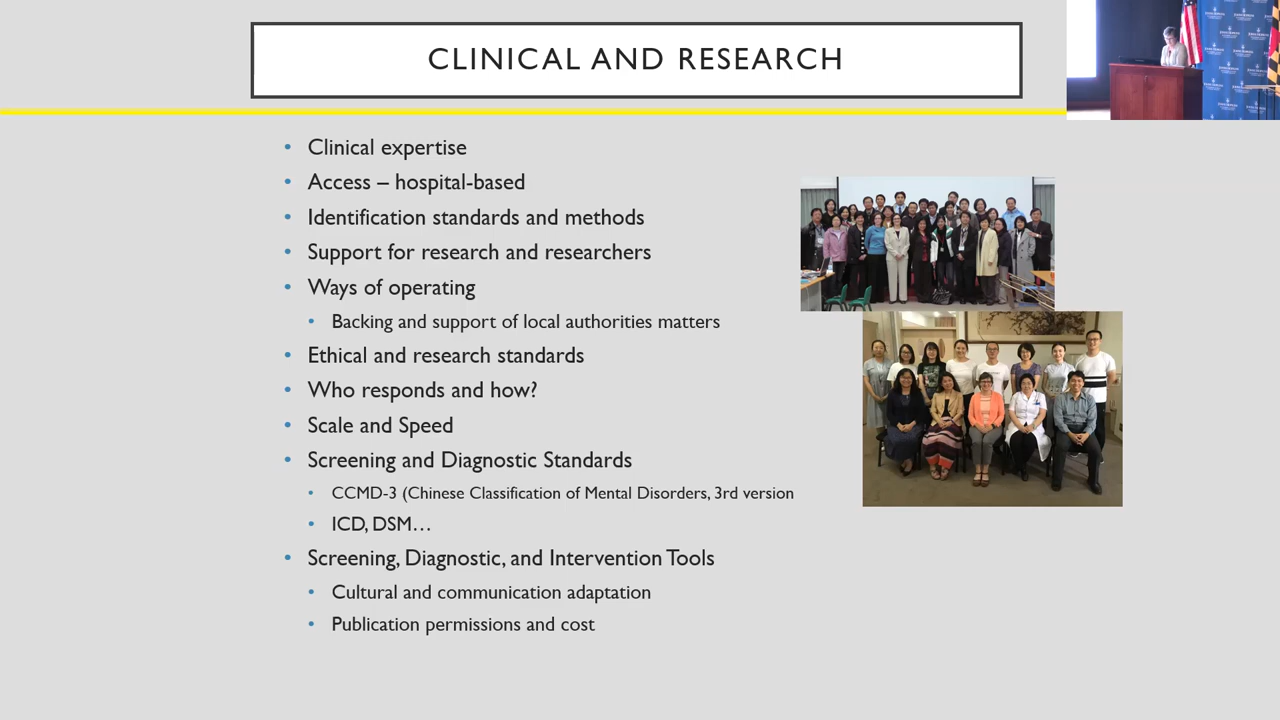 CLINICAL AND RESEARCH
• Clinical expertise
• Access – hospital-based
• Identification standards and methods
• Support for research and researchers
• Ways of operating
• Backing and support of local authorities matters
• Ethical and research standards
• Who responds and how?
• Scale and Speed
• Screening and Diagnostic Standards
• CCMD-3 (Chinese Classification of Mental Disorders, 3rd version
• ICD, DSM…
• Screening, Diagnostic, and Intervention Tools
• Cultural and communication adaptation
• Publication permissions and cost